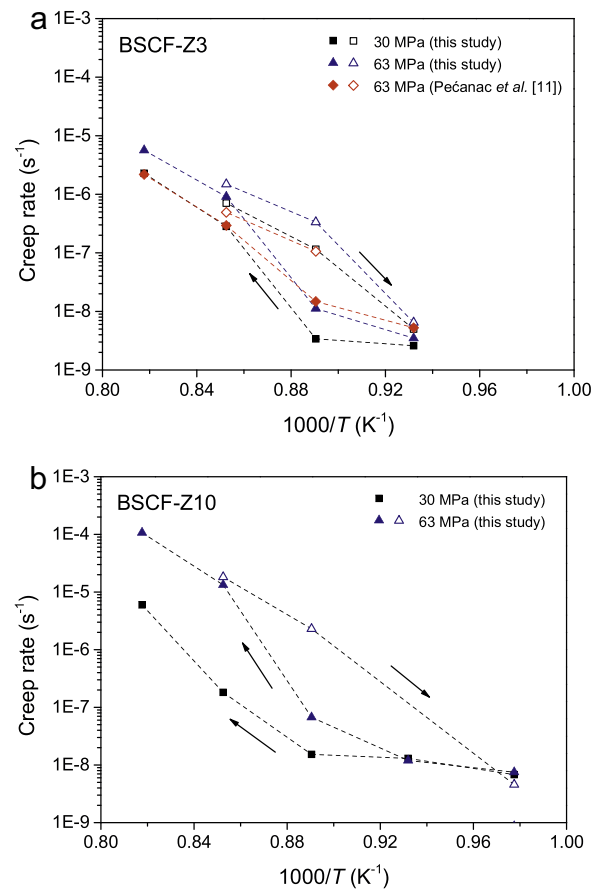 a
BSCF-Z3
30 MPa (this study)
63 MPa (this study)
63 MPa (Pećanac et al. [11])
1E-3
1E-4
1E-5
1E-6
1E-7
1E-8
1E-9
Creep rate (s⁻¹)
0.80 0.84 0.88 0.92 0.96 1.00
1000/T (K⁻¹)
b
BSCF-Z10
30 MPa (this study)
63 MPa (this study)
1E-3
1E-4
1E-5
1E-6
1E-7
1E-8
1E-9
Creep rate (s⁻¹)
0.80 0.84 0.88 0.92 0.96 1.00
1000/T (K⁻¹)